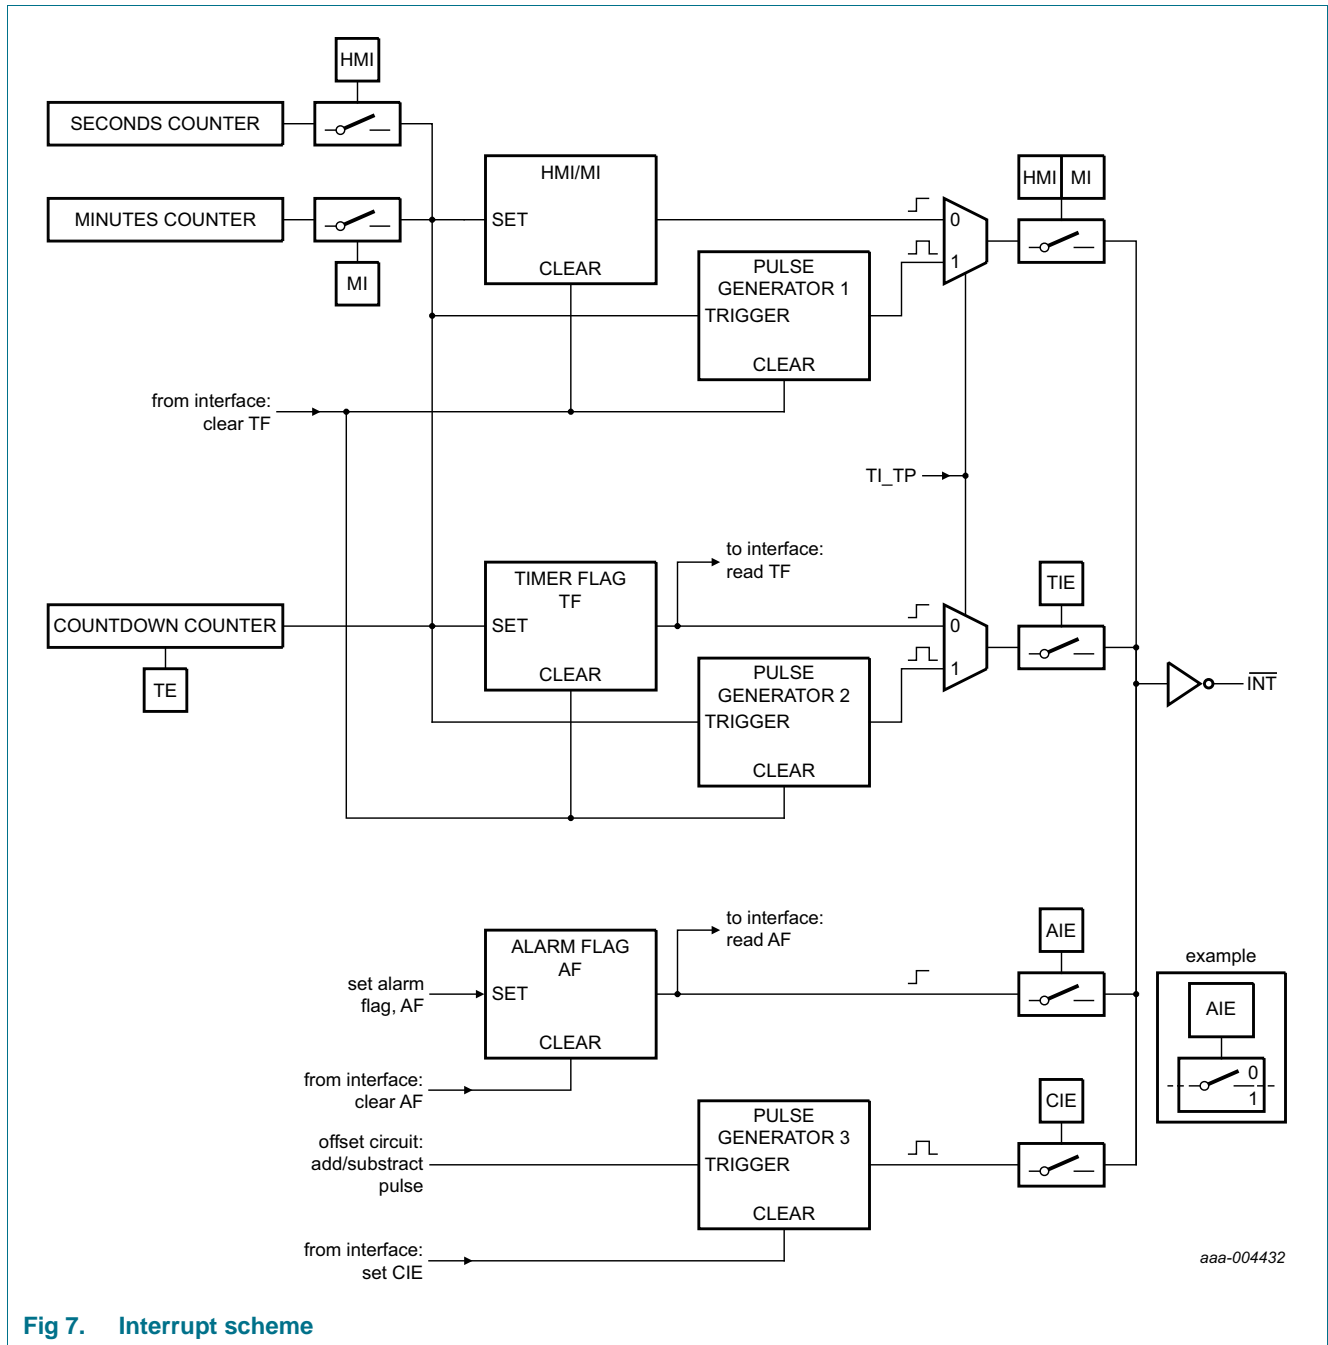 HMI
SECONDS COUNTER
MINUTES COUNTER
MI
HMI/MI
SET
CLEAR
PULSE
GENERATOR 1
TRIGGER
CLEAR
0
1
HMI MI
from interface:
clear TF
TI_TP
to interface:
read TF
TIMER FLAG
TF
SET
CLEAR
COUNTDOWN COUNTER
TE
PULSE
GENERATOR 2
TRIGGER
CLEAR
0
1
TIE
INT
to interface:
read AF
ALARM FLAG
AF
SET
CLEAR
set alarm
flag, AF
from interface:
clear AF
AIE
example
AIE
0
1
offset circuit:
add/substract
pulse
PULSE
GENERATOR 3
TRIGGER
CLEAR
CIE
from interface:
set CIE
aaa-004432
Fig 7. Interrupt scheme